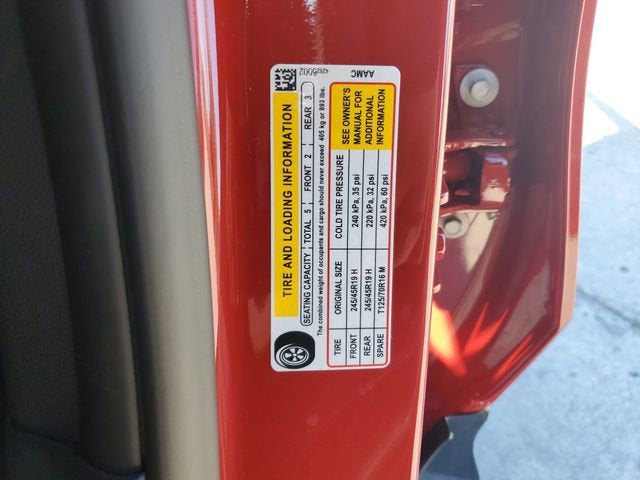 42925002
AAMC
TIRE AND LOADING INFORMATION
SEATING CAPACITY TOTAL 5 FRONT 2 REAR 3
The combined weight of occupants and cargo should never exceed 405 kg or 893 lbs.
TIRE ORIGINAL SIZE COLD TIRE PRESSURE
FRONT 245/45R19 H 240 kPa, 35 psi
REAR 245/45R19 H 220 kPa, 32 psi
SPARE T125/70R16 M 420 kPa, 60 psi
SEE OWNER'S
MANUAL FOR
ADDITIONAL
INFORMATION